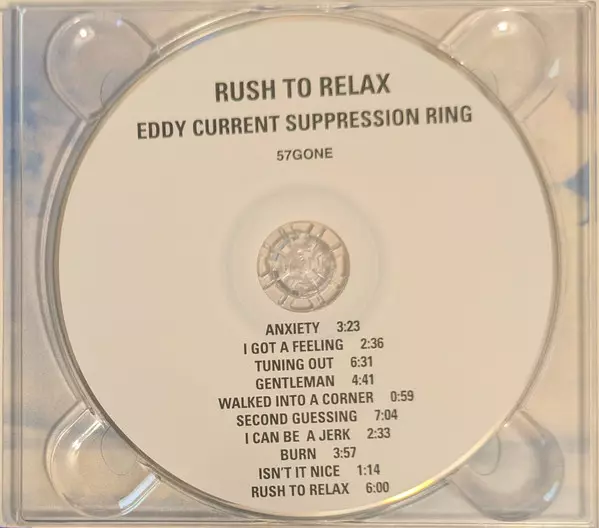 RUSH TO RELAX
EDDY CURRENT SUPPRESSION RING
57GONE
ANXIETY 3:23
I GOT A FEELING 2:36
TUNING OUT 6:31
GENTLEMAN 4:41
WALKED INTO A CORNER 0:59
SECOND GUESSING 7:04
I CAN BE A JERK 2:33
BURN 3:57
ISN'T IT NICE 1:14
RUSH TO RELAX 6:00